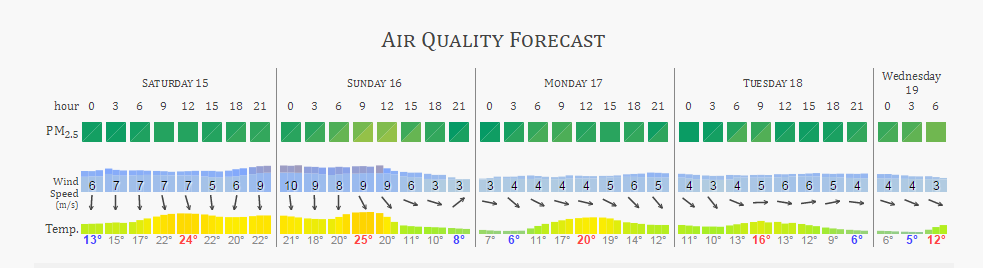 AIR QUALITY FORECAST
SATURDAY 15 SUNDAY 16 MONDAY 17 TUESDAY 18 Wednesday 19
hour 0 3 6 9 12 15 18 21 0 3 6 9 12 15 18 21 0 3 6 9 12 15 18 21 0 3 6 9 12 15 18 21 0 3 6
PM2.5
Wind Speed (m/s) 6 7 7 7 7 5 6 9 10 9 8 9 9 6 3 3 3 4 4 4 4 5 6 5 4 3 4 5 6 6 5 4 4 4 3
Temp. 13° 15° 17° 22° 24° 22° 20° 22° 21° 18° 20° 25° 20° 11° 10° 8° 7° 6° 11° 17° 20° 19° 14° 12° 11° 10° 13° 16° 13° 12° 9° 6° 6° 5° 12°